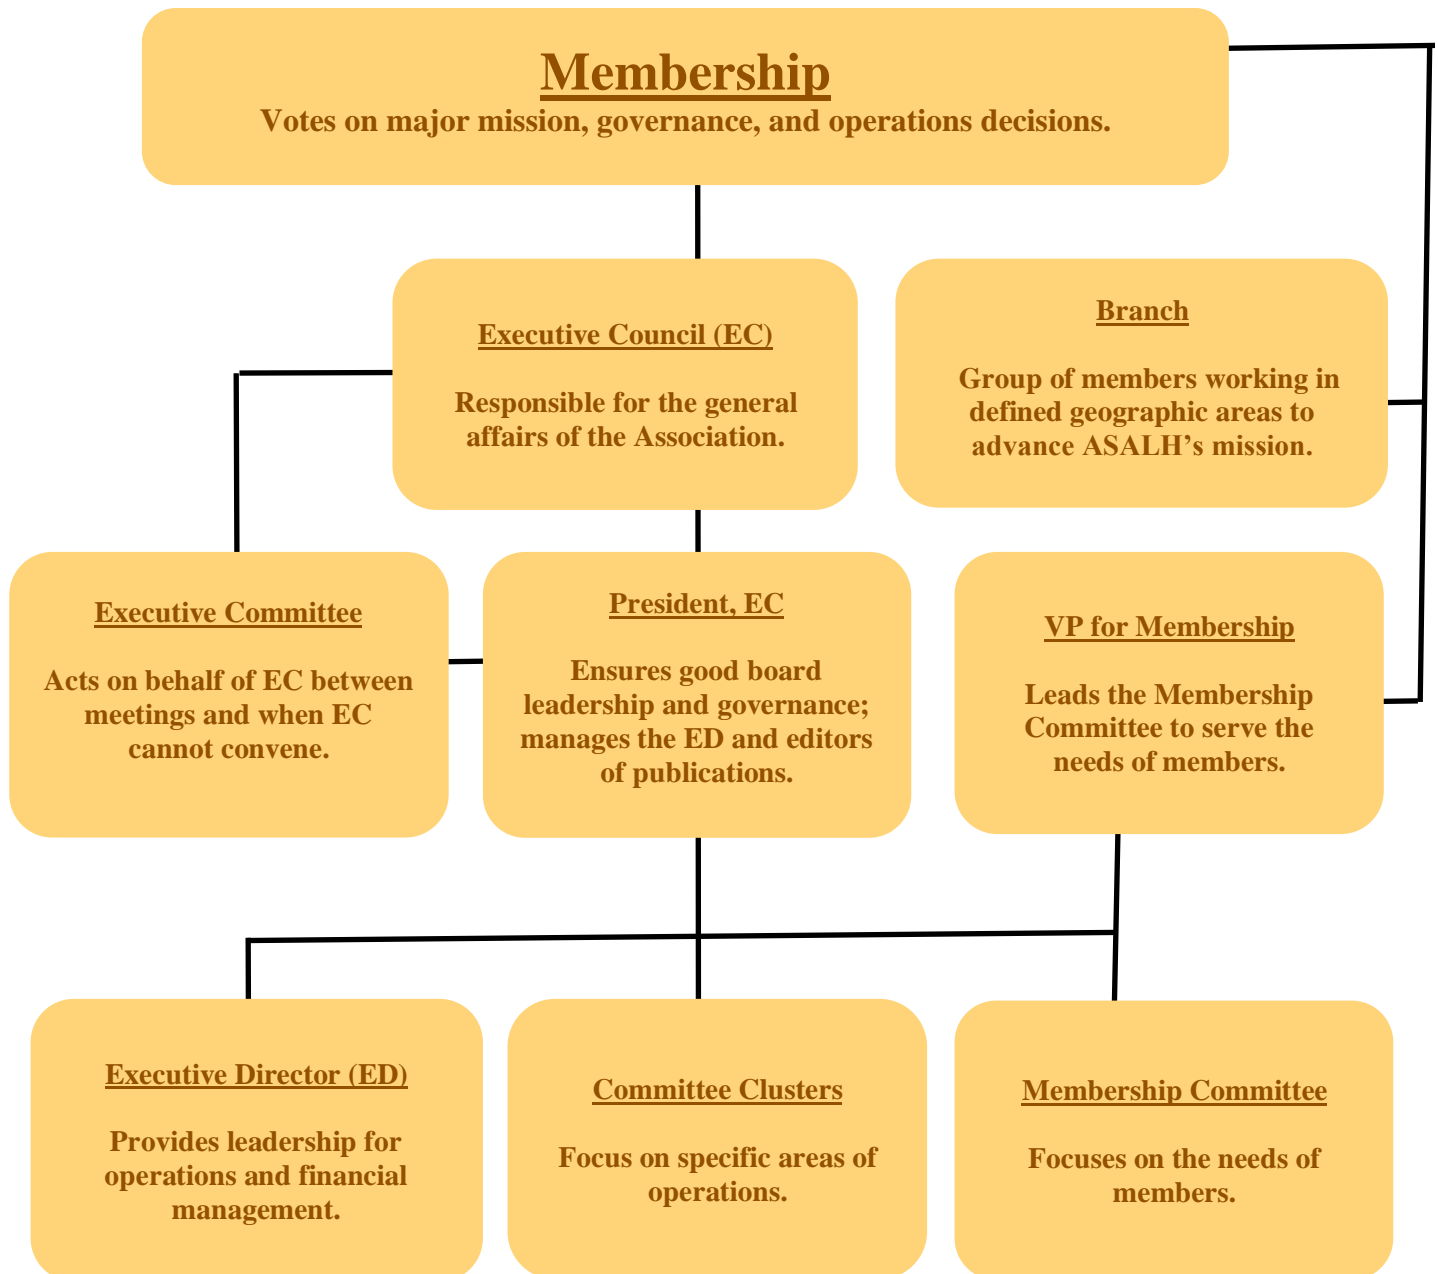 Membership
Votes on major mission, governance, and operations decisions.
Executive Council (EC)
Responsible for the general
affairs of the Association.
Branch
Group of members working in
defined geographic areas to
advance ASALH’s mission.
Executive Committee
Acts on behalf of EC between
meetings and when EC
cannot convene.
President, EC
Ensures good board
leadership and governance;
manages the ED and editors
of publications.
VP for Membership
Leads the Membership
Committee to serve the
needs of members.
Executive Director (ED)
Provides leadership for
operations and financial
management.
Committee Clusters
Focus on specific areas of
operations.
Membership Committee
Focuses on the needs of
members.